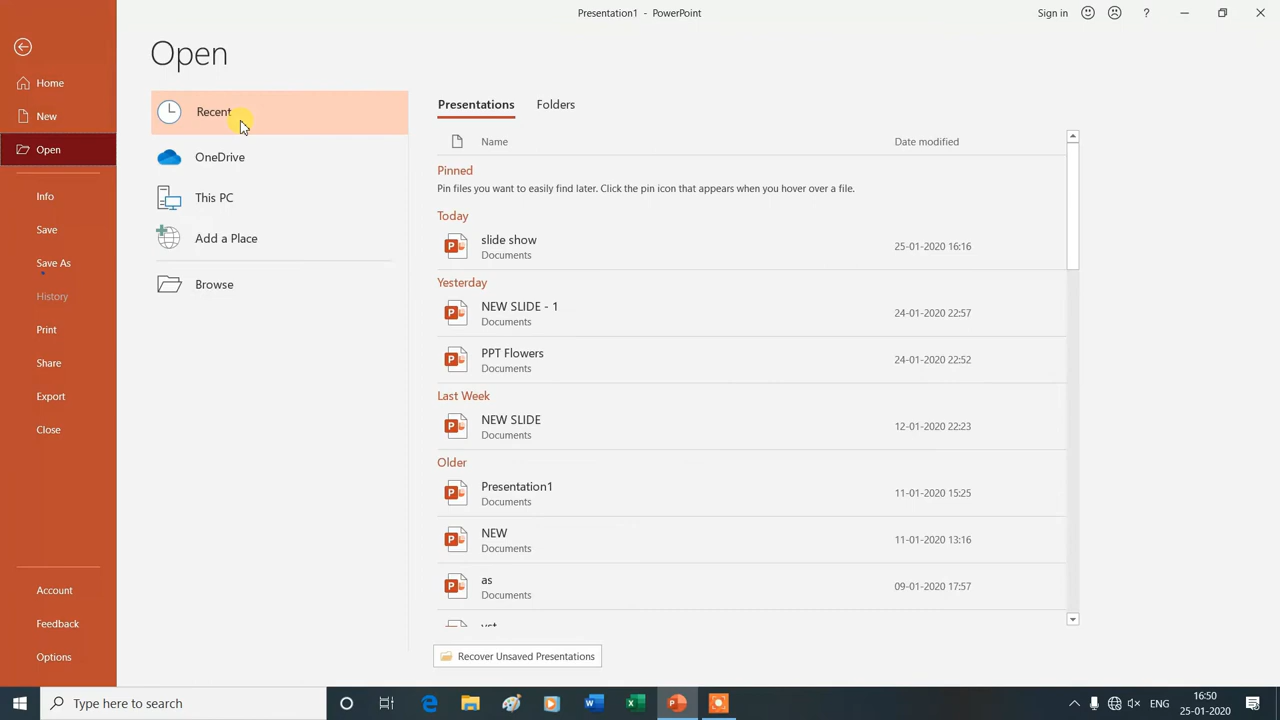 Presentation1 - PowerPoint
Sign in
?
Open
Home
New
Open
Info
Save
Save As
History
Print
Share
Export
Close
Account
Feedback
Options
Recent
OneDrive
This PC
Add a Place
Browse
Presentations Folders
Name Date modified
Pinned
Pin files you want to easily find later. Click the pin icon that appears when you hover over a file.
Today
slide show 25-01-2020 16:16
Documents
Yesterday
NEW SLIDE - 1 24-01-2020 22:57
Documents
PPT Flowers 24-01-2020 22:52
Documents
Last Week
NEW SLIDE 12-01-2020 22:23
Documents
Older
Presentation1 11-01-2020 15:25
Documents
NEW 11-01-2020 13:16
Documents
as 09-01-2020 17:57
Documents
Recover Unsaved Presentations
Type here to search
ENG
16:50
25-01-2020